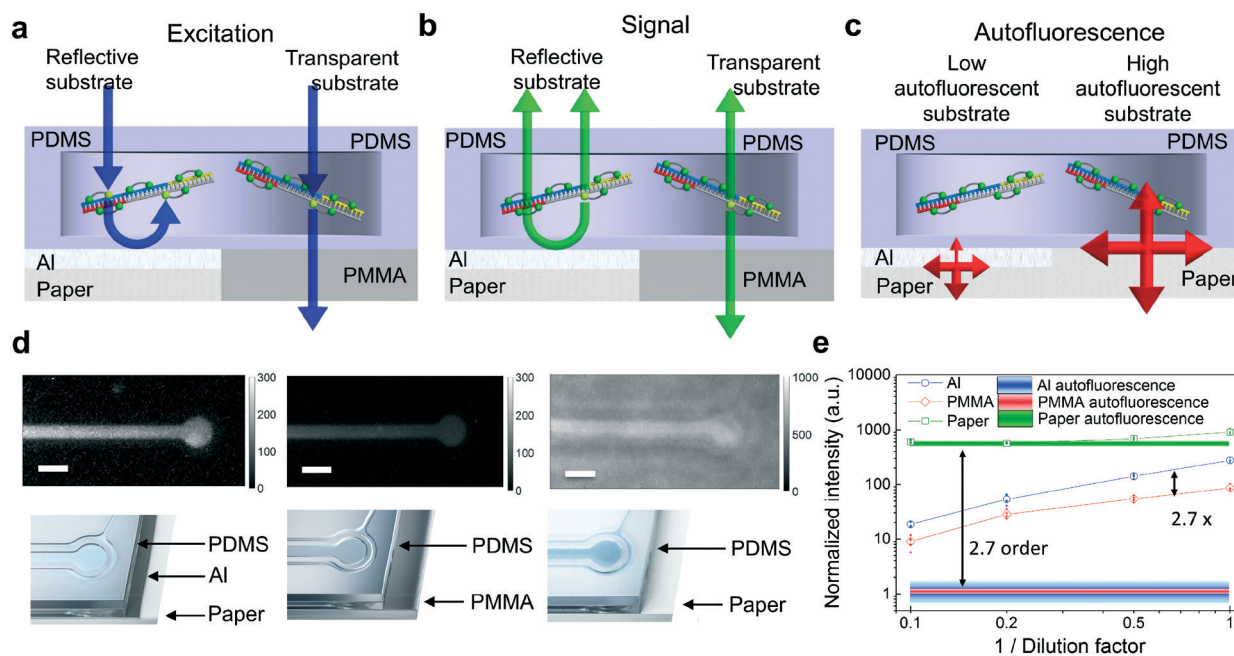 a
Excitation
Reflective
substrate
Transparent
substrate
PDMS
PDMS
Al
Paper
PMMA
b
Signal
Reflective
substrate
Transparent
substrate
PDMS
PDMS
Al
Paper
PMMA
c
Autofluorescence
Low
autofluorescent
substrate
High
autofluorescent
substrate
PDMS
PDMS
Al
Paper
Paper
d
300
200
100
0
300
200
100
0
1000
500
0
PDMS
Al
Paper
PDMS
PMMA
PDMS
Paper
e
Normalized intensity (a.u.)
10000
1000
100
10
1
Al
PMMA
Paper
Al autofluorescence
PMMA autofluorescence
Paper autofluorescence
2.7 order
2.7 x
0.1
0.2
0.5
1
1 / Dilution factor